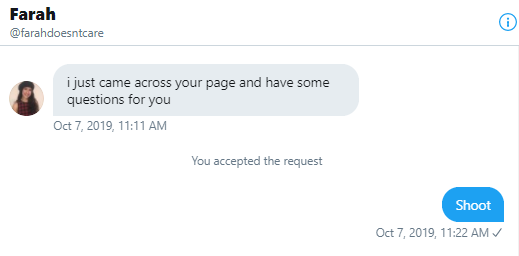 Farah
@farahdoesntcare
i just came across your page and have some
questions for you
Oct 7, 2019, 11:11 AM
You accepted the request
Shoot
Oct 7, 2019, 11:22 AM ✓